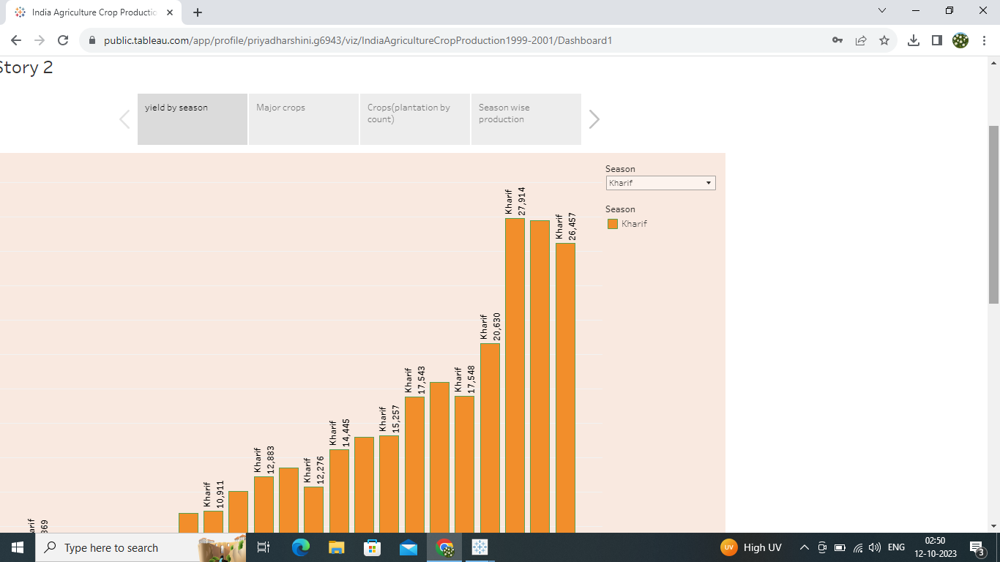 India Agriculture Crop Productio
public.tableau.com/app/profile/priyadharshini.g6943/viz/IndiaAgricultureCropProduction1999-2001/Dashboard1
Story 2
yield by season
Major crops
Crops(plantation by
count)
Season wise
production
Season
Kharif
Season
Kharif
arif
369
Kharif
10,911
Kharif
12,883
Kharif
12,276
Kharif
14,445
Kharif
15,257
Kharif
17,543
Kharif
17,548
Kharif
20,630
Kharif
27,914
Kharif
26,457
Type here to search
UV
High UV
ENG
02:50
12-10-2023
3